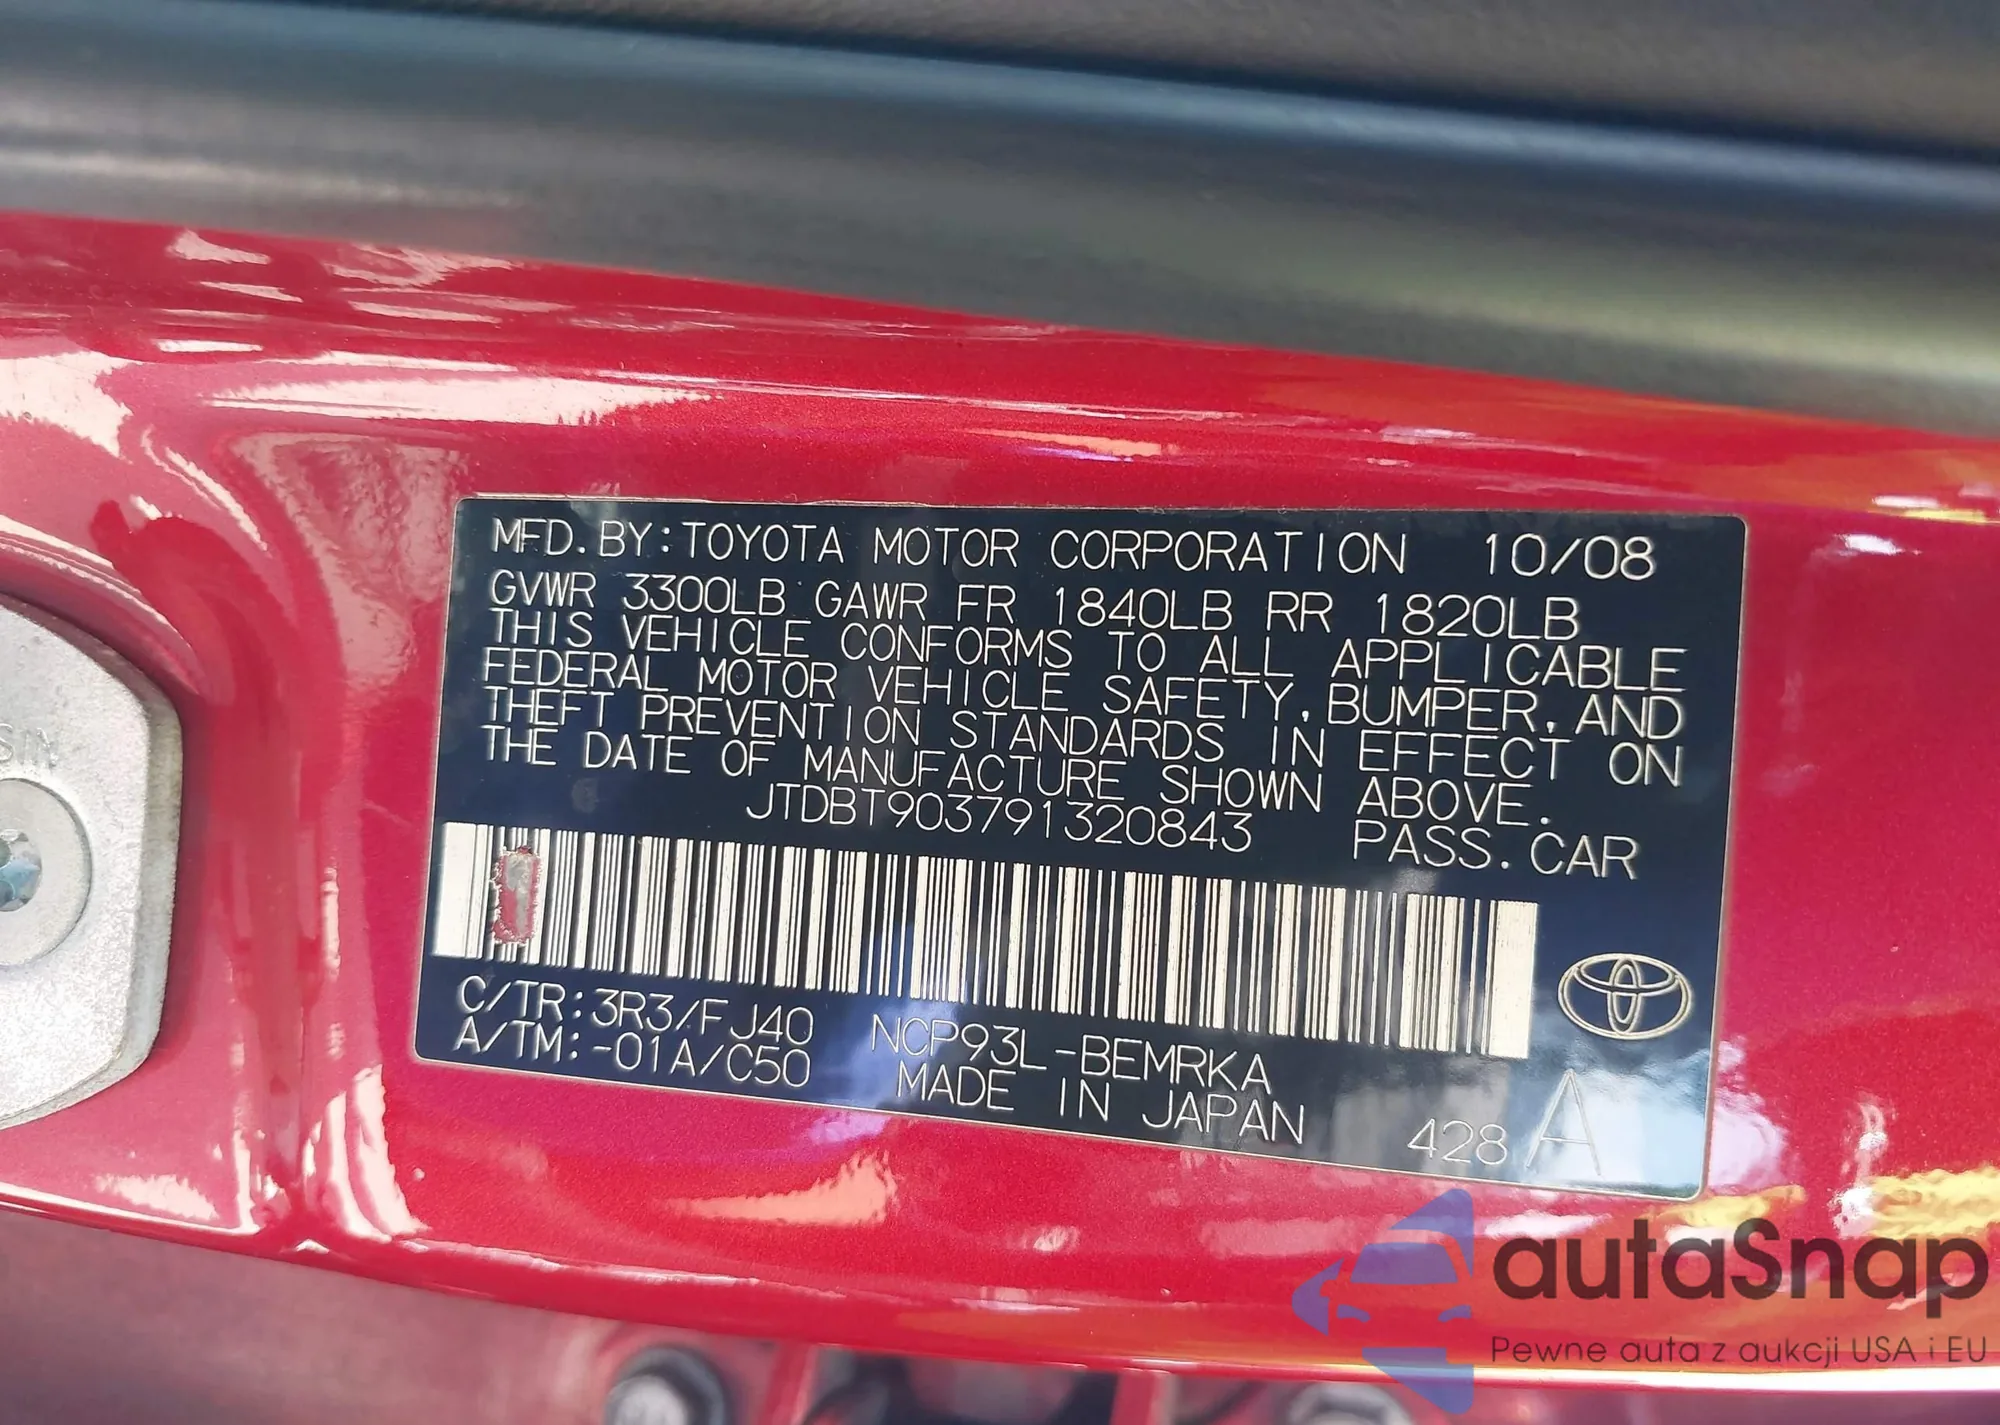 MFD. BY: TOYOTA MOTOR CORPORATION 10/08
GVWR 3300LB GAWR FR 1840LB RR 1820LB
THIS VEHICLE CONFORMS TO ALL APPLICABLE
FEDERAL MOTOR VEHICLE SAFETY, BUMPER, AND
THEFT PREVENTION STANDARDS IN EFFECT ON
THE DATE OF MANUFACTURE SHOWN ABOVE.
JTDBT903791320843 PASS. CAR
C/TR: 3R3/FJ40 NCP93L-BEMRKA
A/TM: -01A/C50 MADE IN JAPAN
428 A
autaSnap
Pewne auta z aukcji USA i EU